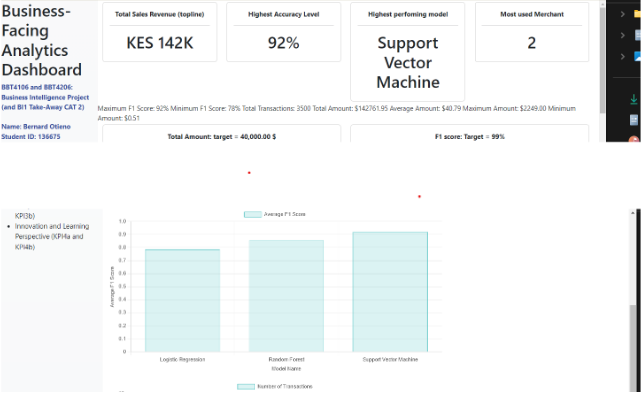 Business-
Facing
Analytics
Dashboard
BBT4106 and BBT4206:
Business Intelligence Project
(and BI1 Take-Away CAT 2)
Name: Bernard Otieno
Student ID: 136675
Total Sales Revenue (topline)
KES 142K
Highest Accuracy Level
92%
Highest perfoming model
Support
Vector
Machine
Most used Merchant
2
Maximum F1 Score: 92% Minimum F1 Score: 78% Total Transactions: 3500 Total Amount: $142761.95 Average Amount: $40.79 Maximum Amount: $2249.00 Minimum
Amount: $0.51
Total Amount: target = 40,000.00 $
F1 score: Target = 99%
KPI3b)
• Innovation and Learning
Perspective (KPI4a and
KPI4b)
Average F1 Score
1.0
0.9
0.8
0.7
0.6
0.5
0.4
0.3
0.2
0.1
0
Average F1 Score
Logistic Regression
Random Forest
Support Vector Machine
Model Name
Number of Transactions